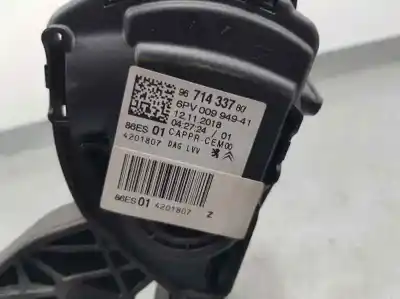 96 714 337 80
6PV 009 949-41
12.11.2018
04:27:24 / 01
86ES 01 CAPPR-CEM00
4201807 DAG LVV
86ES 01 4201807 Z